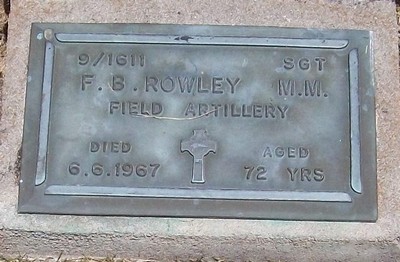 9/1611 SGT
F. B. ROWLEY M.M.
FIELD ARTILLERY
DIED AGED
6.6.1967 72 YRS